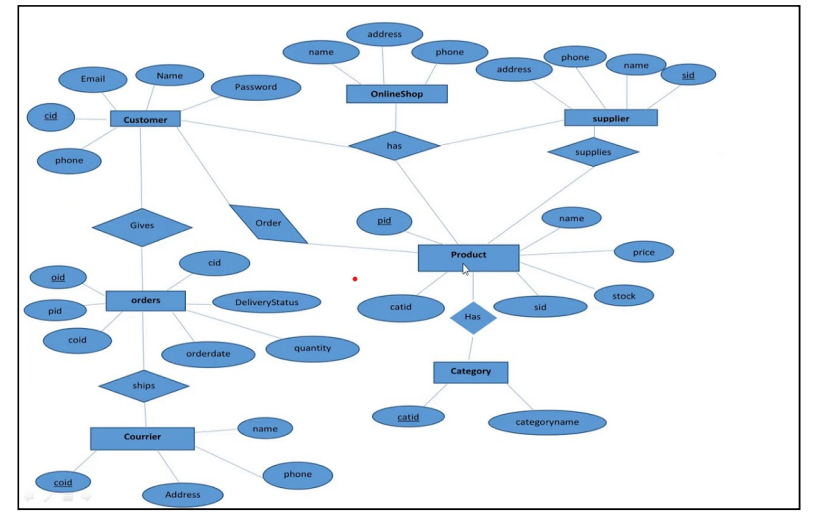 address
name
phone
OnlineShop
phone
address
name
sid
Email
Name
Password
cid
Customer
phone
supplier
has
supplies
Gives
Order
pid
name
Product
price
catid
sid
stock
Has
cid
oid
orders
DeliveryStatus
pid
coid
orderdate
quantity
Category
catid
categoryname
ships
Courrier
name
coid
Address
phone